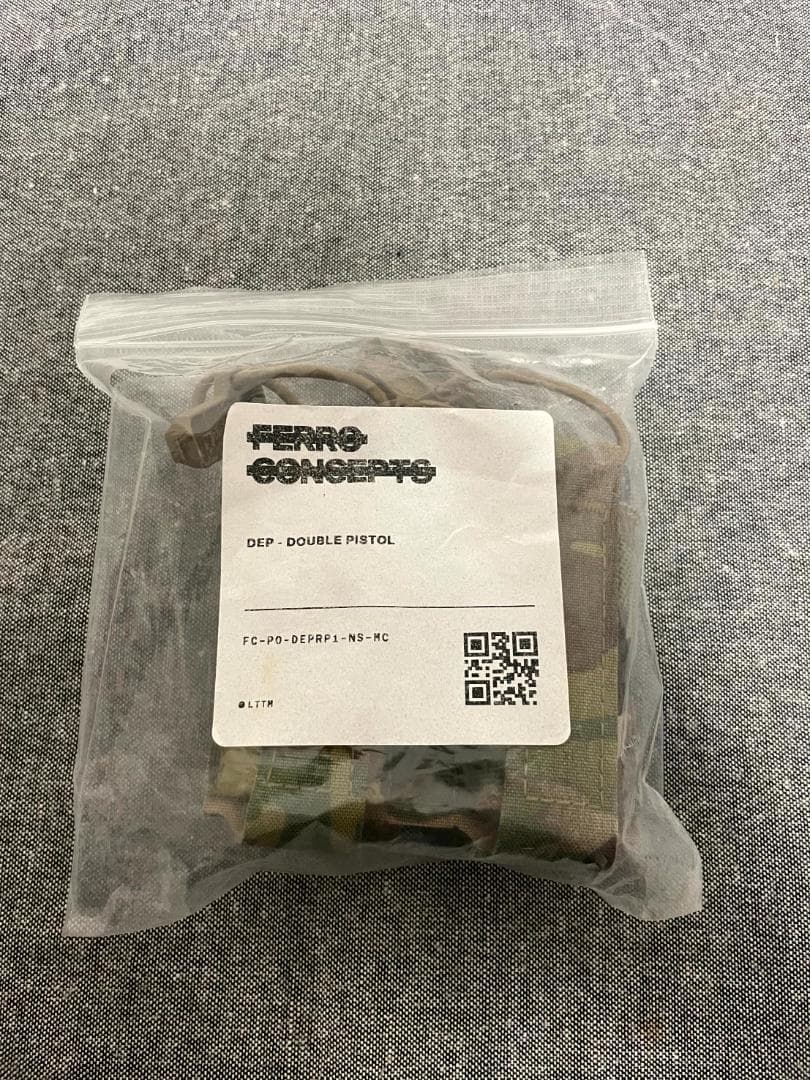 FERRO
CONCEPTS
DEP - DOUBLE PISTOL
FC-PO-DEPRP1-NS-MC
LTTM